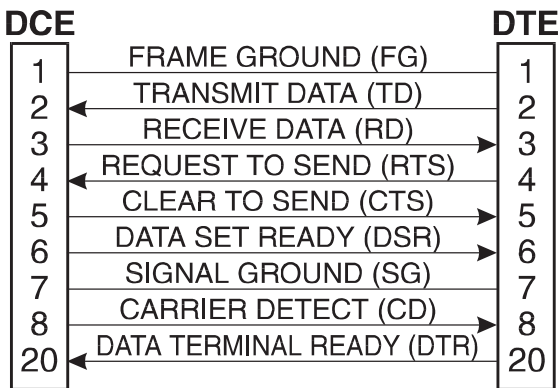 DCE DTE
1 FRAME GROUND (FG) 1
2 TRANSMIT DATA (TD) 2
3 RECEIVE DATA (RD) 3
4 REQUEST TO SEND (RTS) 4
5 CLEAR TO SEND (CTS) 5
6 DATA SET READY (DSR) 6
7 SIGNAL GROUND (SG) 7
8 CARRIER DETECT (CD) 8
20 DATA TERMINAL READY (DTR) 20